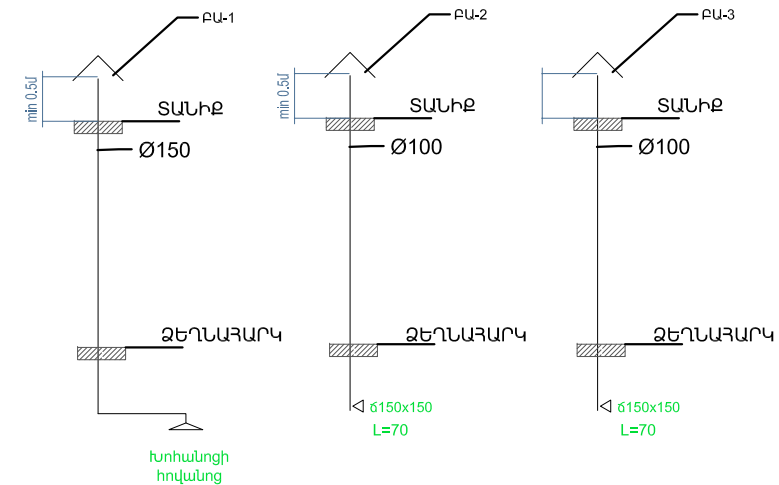 ԲԱ-1
min 0.5մ
ՏԱՆԻՔ
Ø150
ՁԵՂՆԱՀԱՐԿ
Խոհանոցի
հովանոց
ԲԱ-2
min 0.5մ
ՏԱՆԻՔ
Ø100
ՁԵՂՆԱՀԱՐԿ
ճ150x150
L=70
ԲԱ-3
ՏԱՆԻՔ
Ø100
ՁԵՂՆԱՀԱՐԿ
ճ150x150
L=70